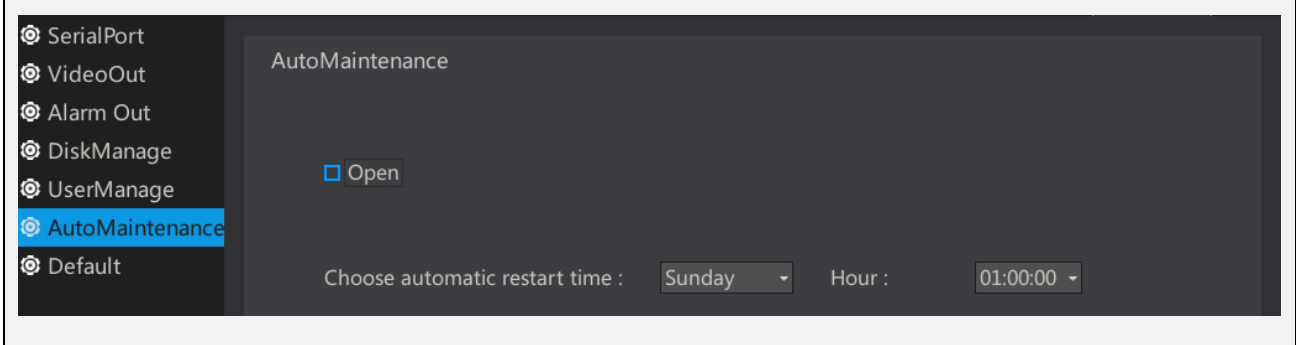 SerialPort
VideoOut
Alarm Out
DiskManage
UserManage
AutoMaintenance
Default
AutoMaintenance
Open
Choose automatic restart time : Sunday Hour : 01:00:00